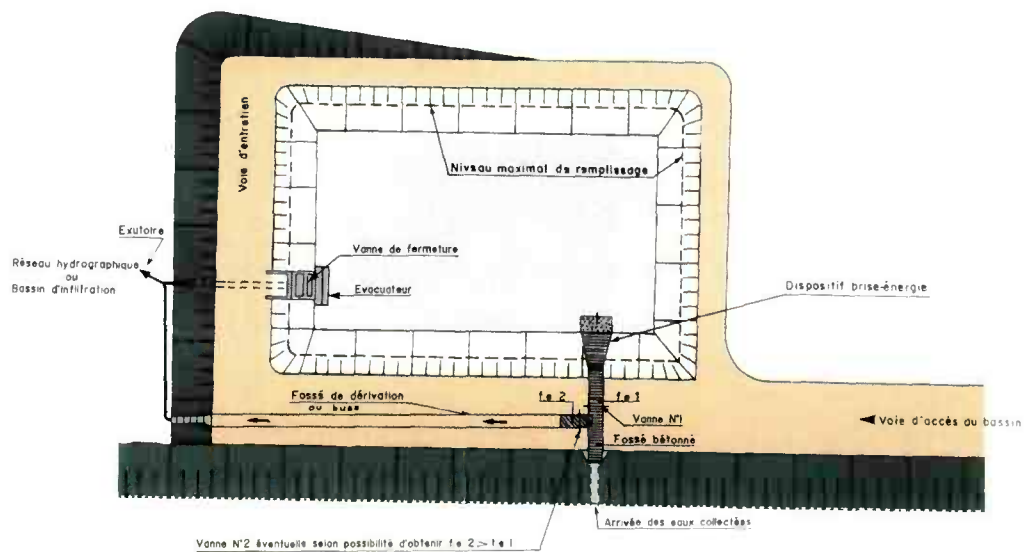 Voie d'entretien
Niveau maximal de remplissage
Exutoire
Vanne de fermeture
Réseau hydrographique
ou
Bassin d'infiltration
Evacuateur
Dispositif brise-énergie
Fossé de dérivation
ou buse
f.e 2
f.e 1
Vanne N°1
Voie d'accès au bassin
Fossé bétonné
Arrivée des eaux collectées
Vanne N°2 éventuelle selon possibilité d'obtenir f.e 2 > f.e 1